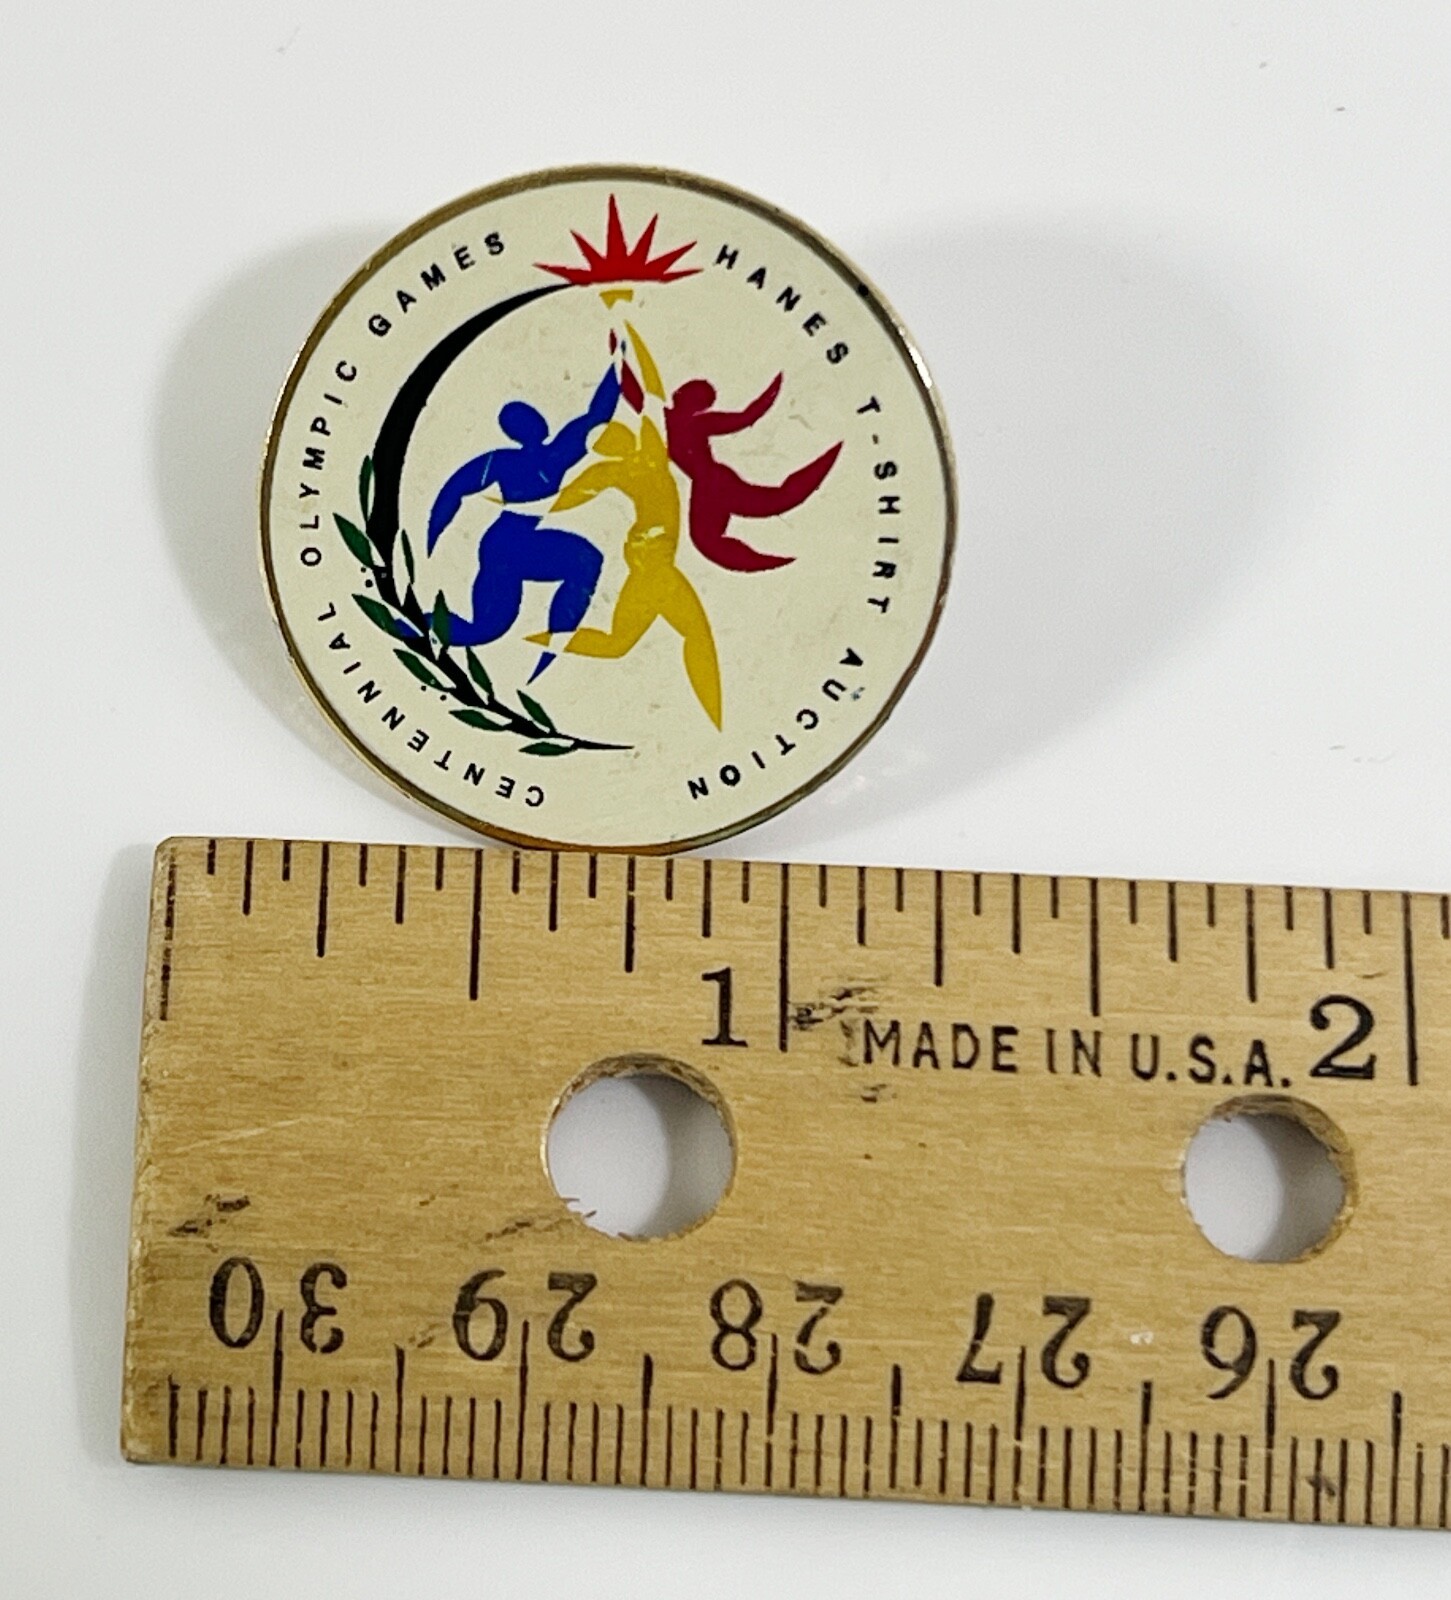 CENTENNIAL OLYMPIC GAMES
HANES T-SHIRT AUCTION
1 2
MADE IN U.S.A.
30 29 28 27 26